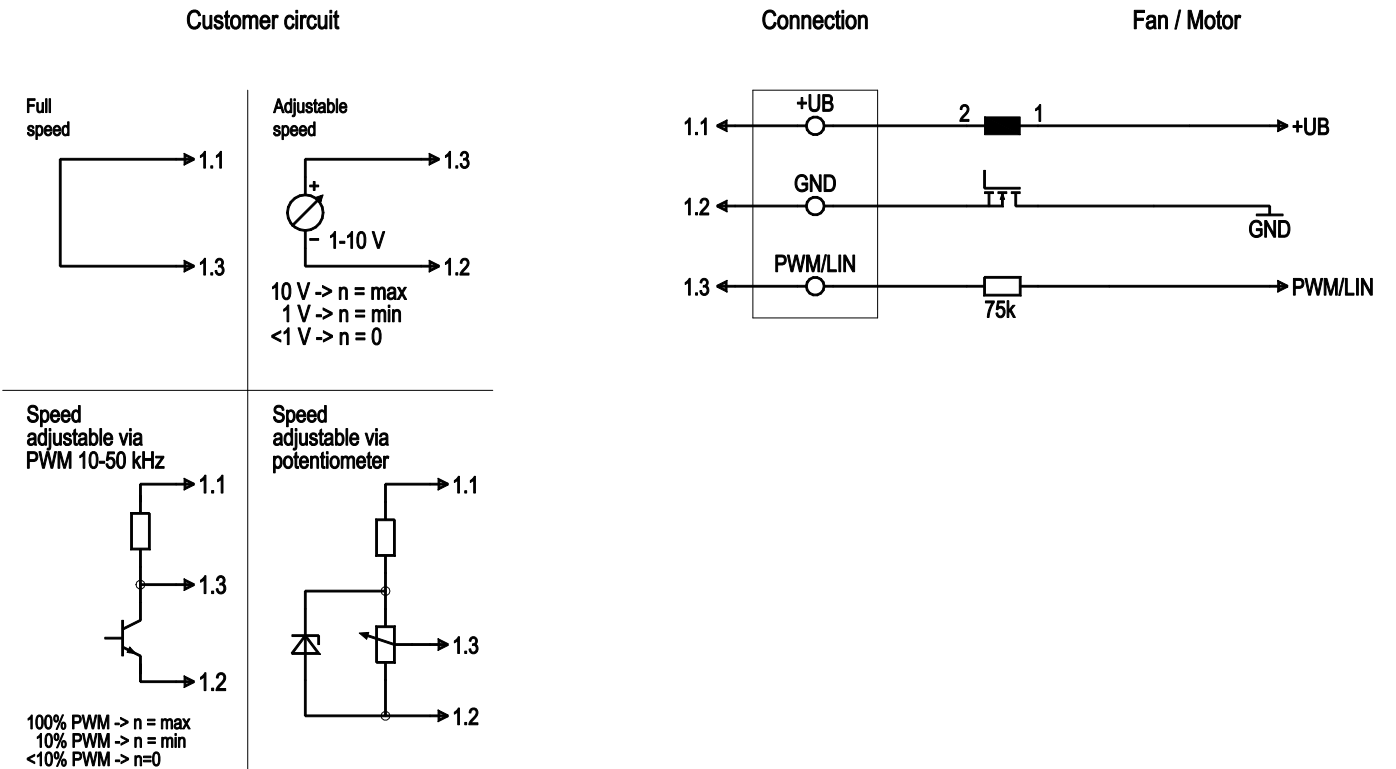 Customer circuit
Connection
Fan / Motor
Full
speed
1.1
1.3
Adjustable
speed
1.3
+
–
1-10 V
1.2
10 V -> n = max
1 V -> n = min
<1 V -> n = 0
+UB
1.1
2
1
+UB
GND
1.2
GND
PWM/LIN
1.3
75k
PWM/LIN
Speed
adjustable via
PWM 10-50 kHz
1.1
1.3
1.2
100% PWM -> n = max
10% PWM -> n = min
<10% PWM -> n=0
Speed
adjustable via
potentiometer
1.1
1.3
1.2